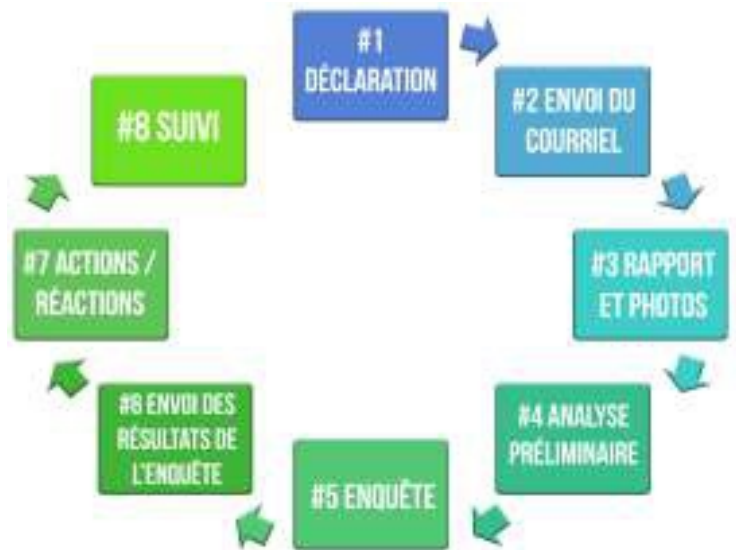 #1
DÉCLARATION
#2 ENVOI DU
COURRIEL
#3 RAPPORT
ET PHOTOS
#4 ANALYSE
PRÉLIMINAIRE
#5 ENQUÊTE
#6 ENVOI DES
RÉSULTATS DE
L'ENQUÊTE
#7 ACTIONS /
RÉACTIONS
#8 SUIVI